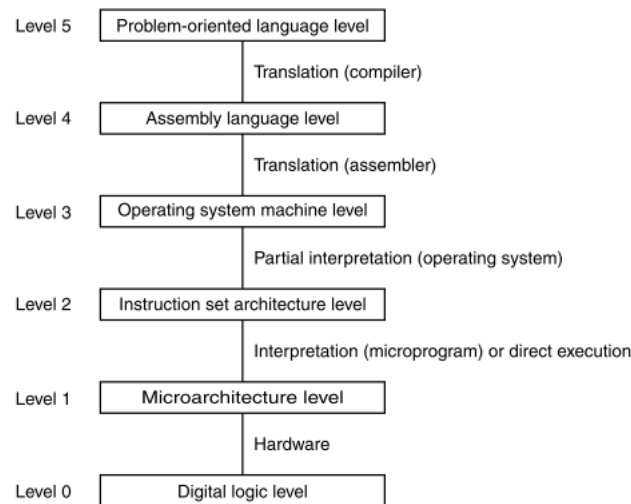 Level 5 Problem-oriented language level
Translation (compiler)
Level 4 Assembly language level
Translation (assembler)
Level 3 Operating system machine level
Partial interpretation (operating system)
Level 2 Instruction set architecture level
Interpretation (microprogram) or direct execution
Level 1 Microarchitecture level
Hardware
Level 0 Digital logic level